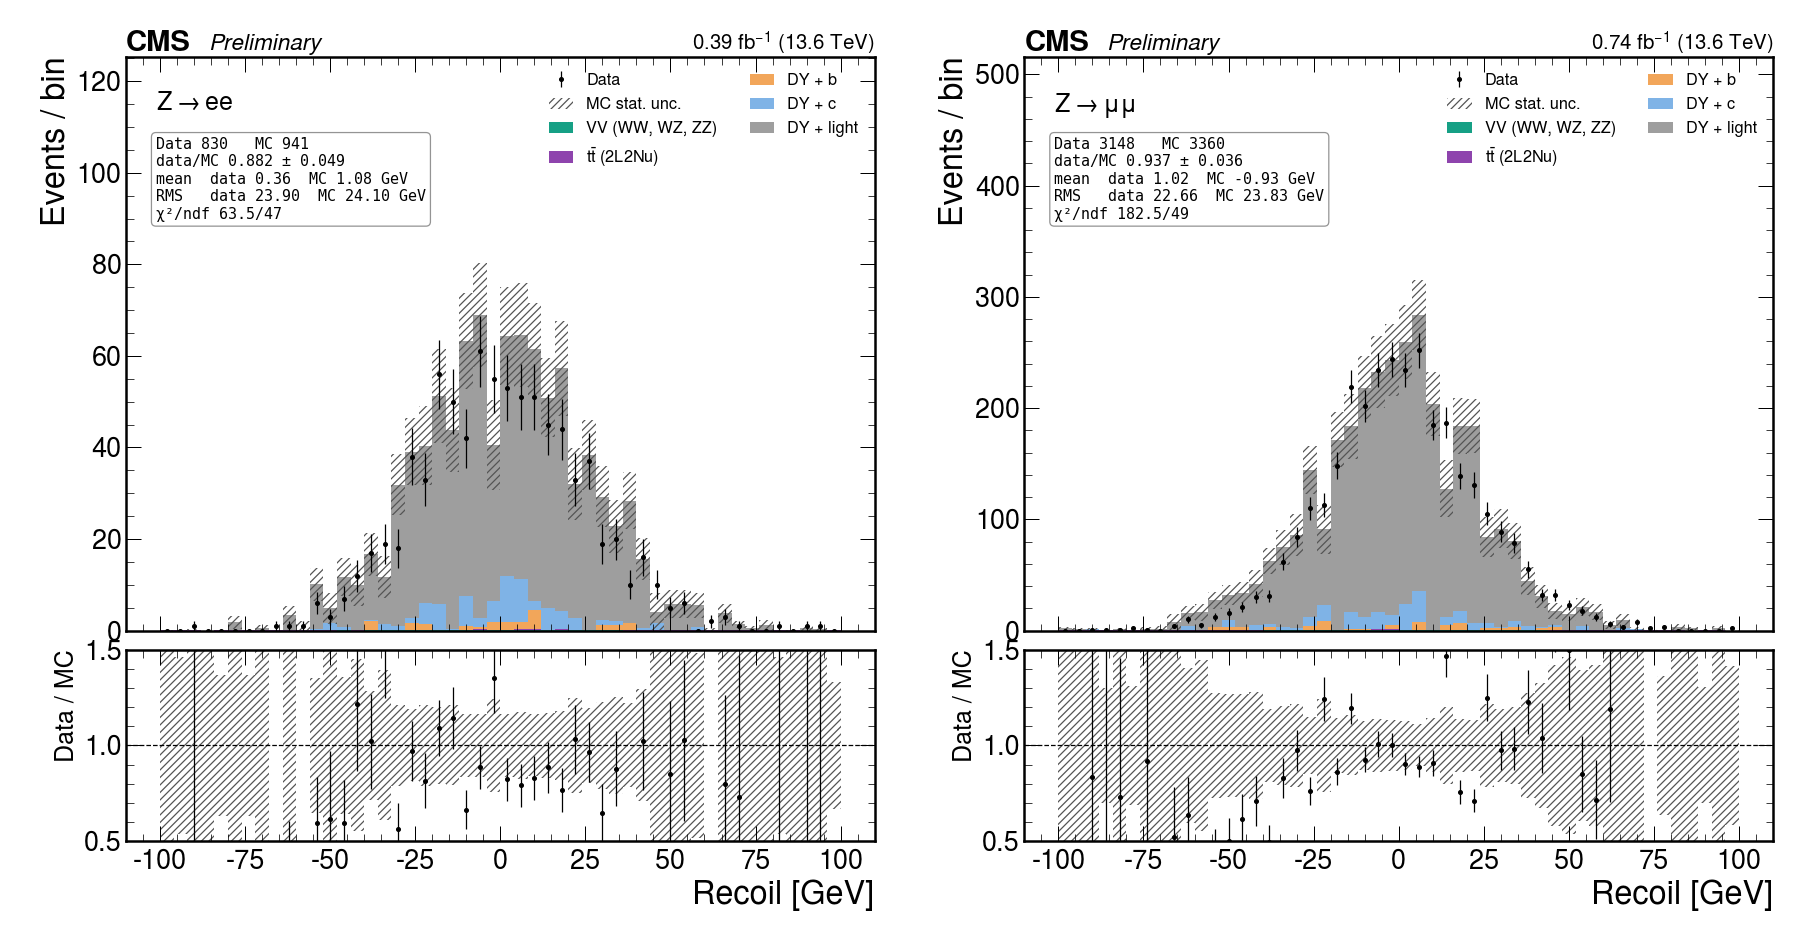 CMS Preliminary 0.39 fb⁻¹ (13.6 TeV)
Events / bin
120
100
80
60
40
20
0
Z → ee
Data 830 MC 941
data/MC 0.882 ± 0.049
mean data 0.36 MC 1.08 GeV
RMS data 23.90 MC 24.10 GeV
χ²/ndf 63.5/47
Data
MC stat. unc.
VV (WW, WZ, ZZ)
tt̄ (2L2Nu)
DY + b
DY + c
DY + light
Data / MC
1.5
1.0
0.5
-100 -75 -50 -25 0 25 50 75 100
Recoil [GeV]
CMS Preliminary 0.74 fb⁻¹ (13.6 TeV)
Events / bin
500
400
300
200
100
0
Z → μμ
Data 3148 MC 3360
data/MC 0.937 ± 0.036
mean data 1.02 MC -0.93 GeV
RMS data 22.66 MC 23.83 GeV
χ²/ndf 182.5/49
Data
MC stat. unc.
VV (WW, WZ, ZZ)
tt̄ (2L2Nu)
DY + b
DY + c
DY + light
Data / MC
1.5
1.0
0.5
-100 -75 -50 -25 0 25 50 75 100
Recoil [GeV]